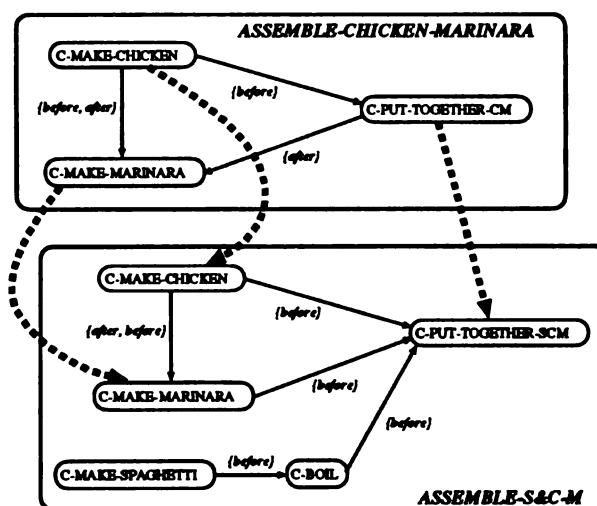 ASSEMBLE-CHICKEN-MARINARA
C-MAKE-CHICKEN
{before}
{before, after}
C-PUT-TOGETHER-CM
{after}
C-MAKE-MARINARA
C-MAKE-CHICKEN
{before}
{after, before}
C-PUT-TOGETHER-SCM
{before}
C-MAKE-MARINARA
{before}
{before}
C-MAKE-SPAGHETTI
C-BOIL
ASSEMBLE-S&C-M